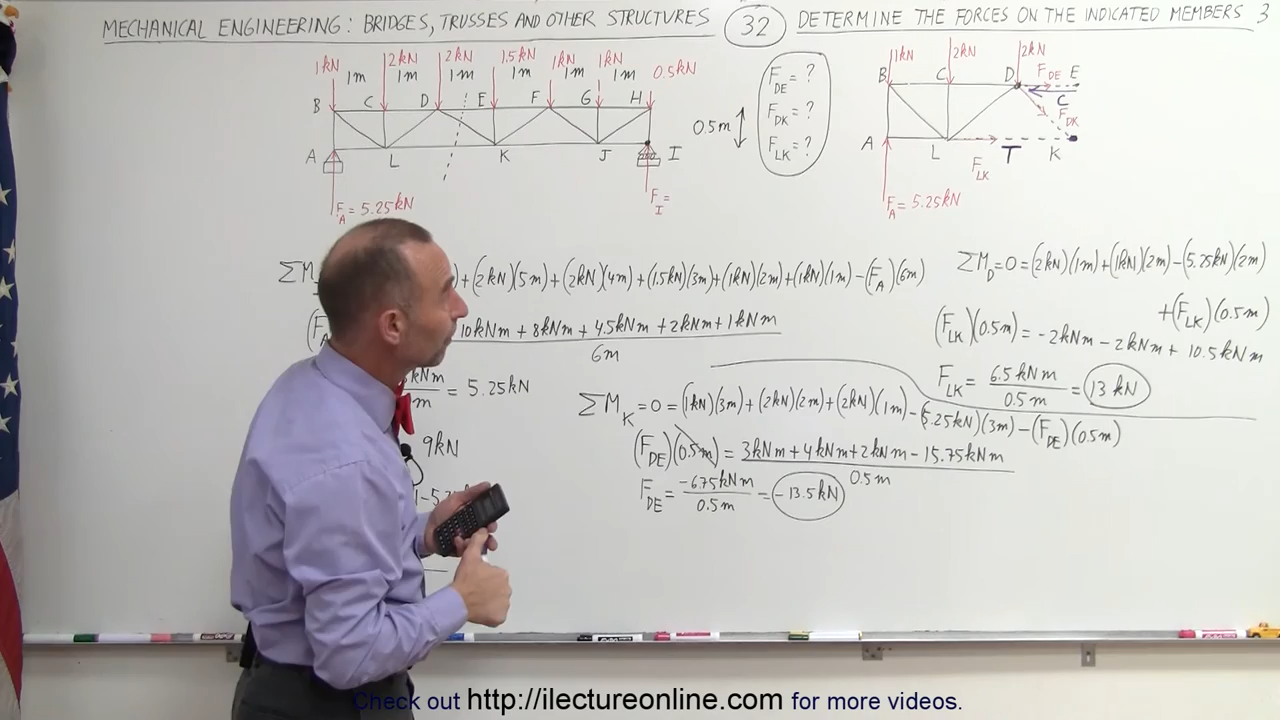 MECHANICAL ENGINEERING: BRIDGES, TRUSSES AND OTHER STRUCTURES 32 DETERMINE THE FORCES ON THE INDICATED MEMBERS 3
1kN 2kN 2kN 1.5kN 1kN 1kN 0.5kN
1m 1m 1m 1m 1m 1m
B C D E F G H
A L K J I
F_A = 5.25kN
F_I =
0.5m
F_DE = ?
F_DK = ?
F_LK = ?
1kN 2kN 2kN
B C D F_DE E
C
F_DK
A L T K
F_LK
F_A = 5.25kN
ΣM + (2kN)(5m) + (2kN)(4m) + (1.5kN)(3m) + (1kN)(2m) + (1kN)(1m) - (F_A)(6m)
(F_A 10kNm + 8kNm + 4.5kNm + 2kNm + 1kNm
6m
kNm = 5.25kN
m
9kN
ΣM_D = 0 = (2kN)(1m) + (1kN)(2m) - (5.25kN)(2m)
+ (F_LK)(0.5m)
(F_LK)(0.5m) = -2kNm - 2kNm + 10.5kNm
F_LK = 6.5kNm / 0.5m = 13 kN
ΣM_K = 0 = (1kN)(3m) + (2kN)(2m) + (2kN)(1m) - (5.25kN)(3m) - (F_DE)(0.5m)
(F_DE)(0.5m) = 3kNm + 4kNm + 2kNm - 15.75kNm
0.5m
F_DE = -6.75kNm / 0.5m = -13.5kN
Check out http://ilectureonline.com for more videos.